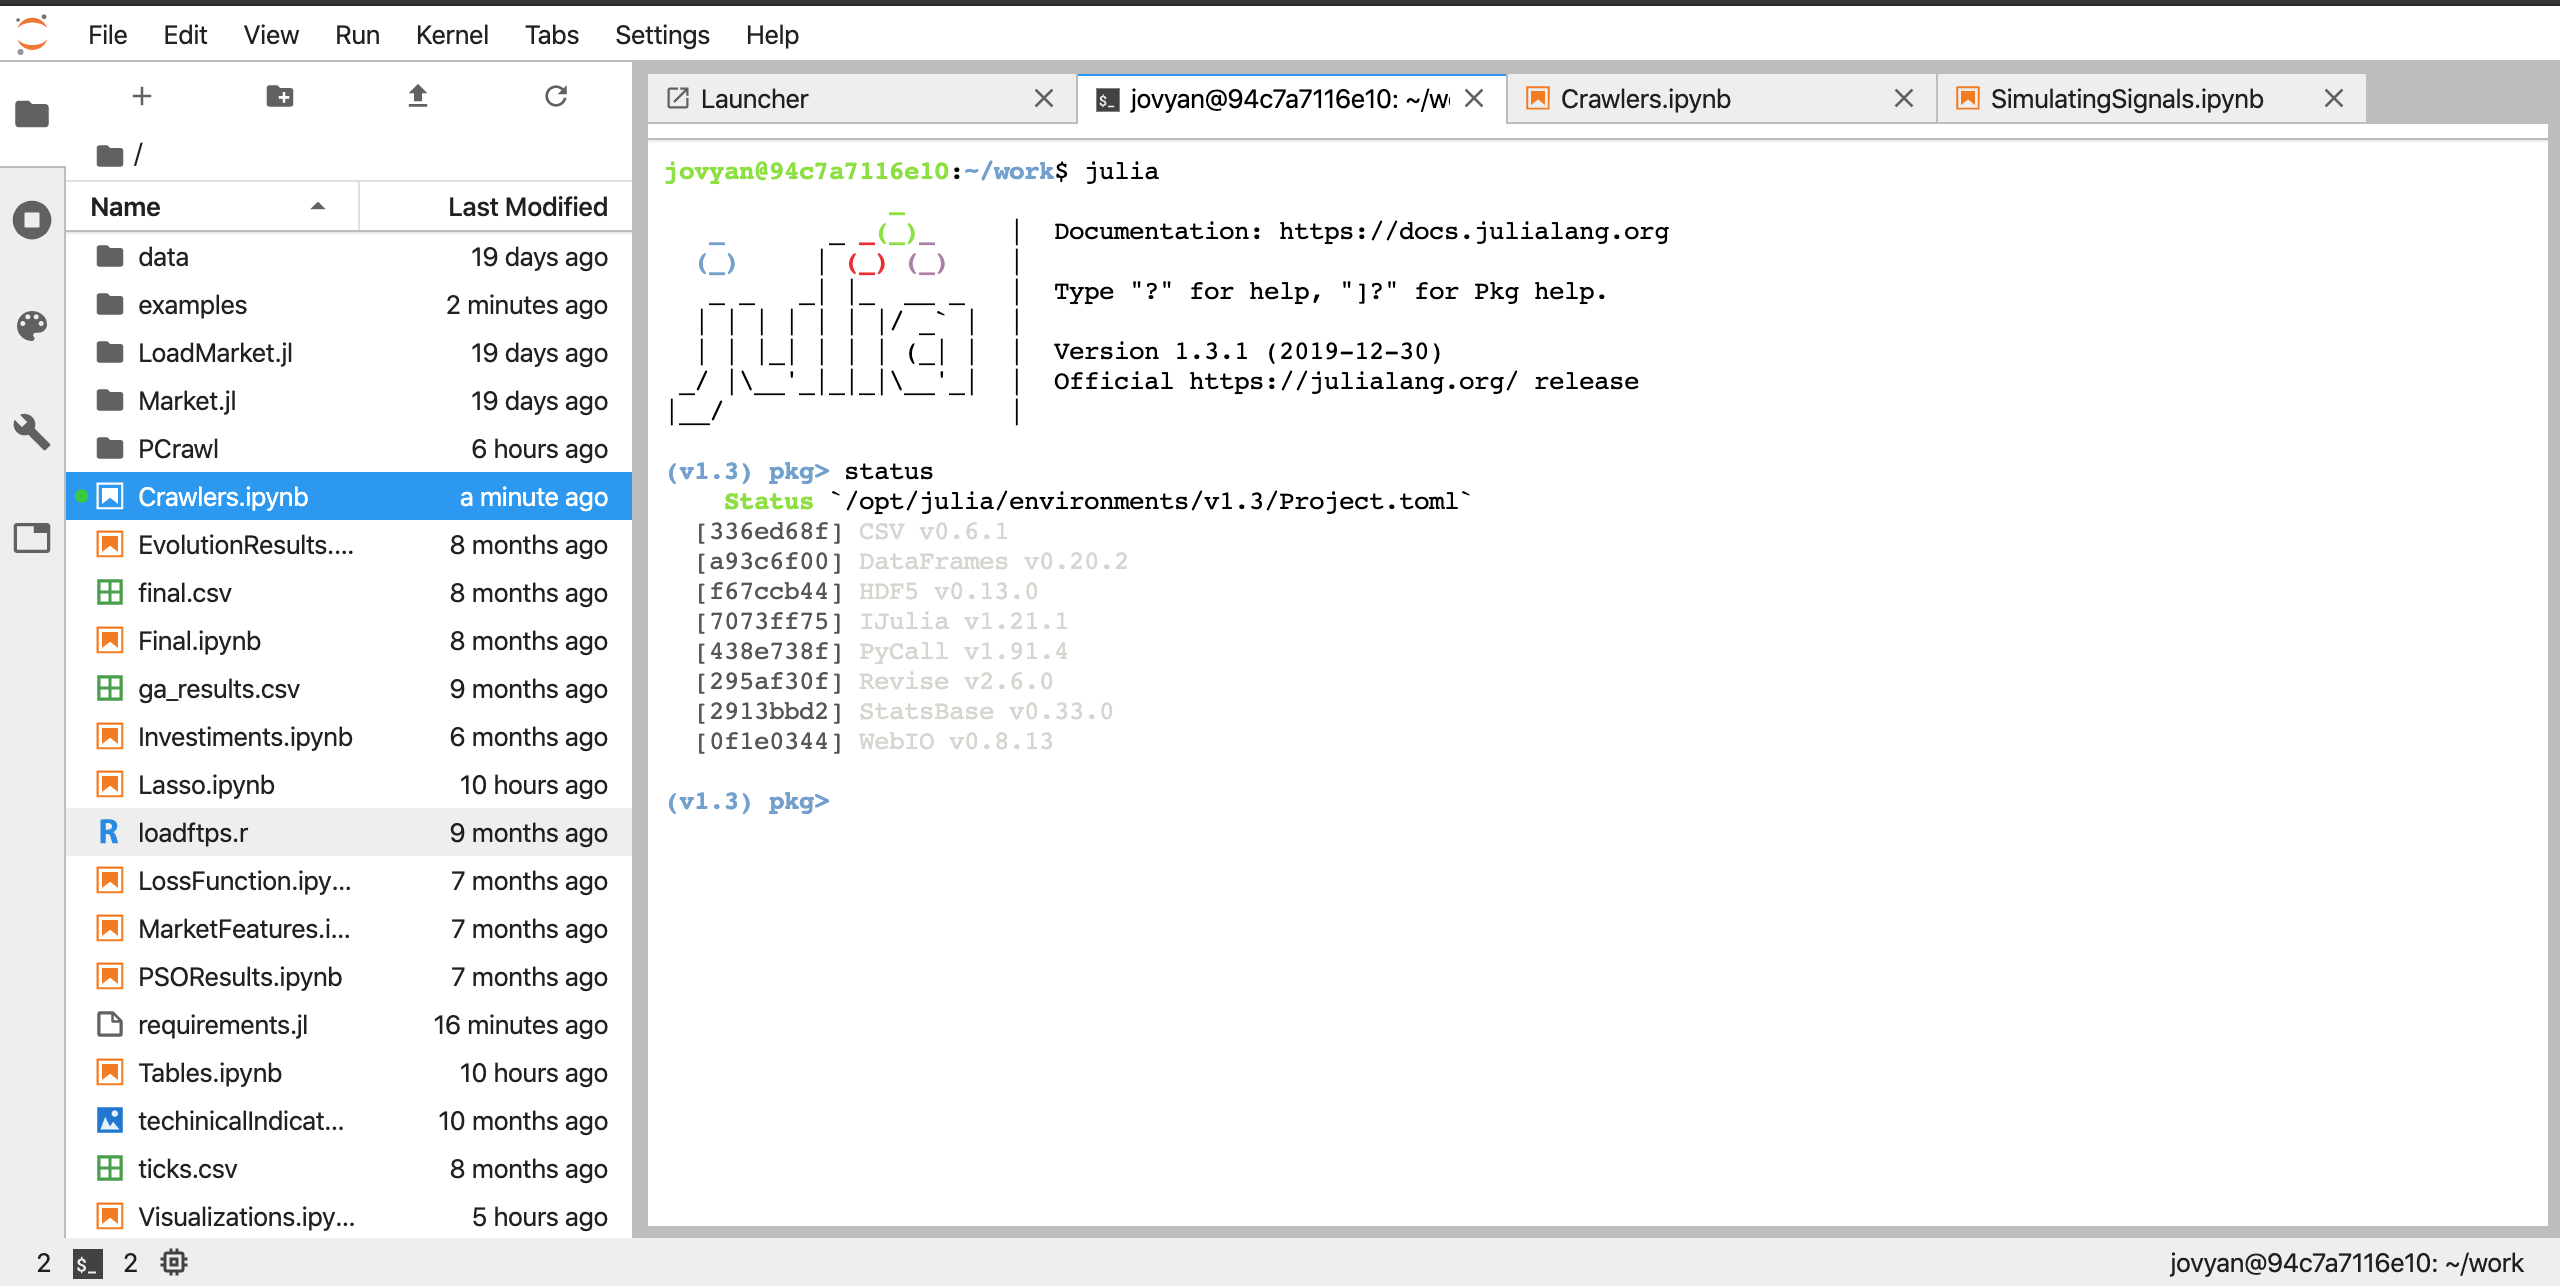 File Edit View Run Kernel Tabs Settings Help
Launcher
jovyan@94c7a7116e10: ~/w
Crawlers.ipynb
SimulatingSignals.ipynb
/
Name Last Modified
data 19 days ago
examples 2 minutes ago
LoadMarket.jl 19 days ago
Market.jl 19 days ago
PCrawl 6 hours ago
Crawlers.ipynb a minute ago
EvolutionResults.... 8 months ago
final.csv 8 months ago
Final.ipynb 8 months ago
ga_results.csv 9 months ago
Investiments.ipynb 6 months ago
Lasso.ipynb 10 hours ago
R loadftps.r 9 months ago
LossFunction.ipy... 7 months ago
MarketFeatures.i... 7 months ago
PSOResults.ipynb 7 months ago
requirements.jl 16 minutes ago
Tables.ipynb 10 hours ago
techinicalIndicat... 10 months ago
ticks.csv 8 months ago
Visualizations.ipy... 5 hours ago
jovyan@94c7a7116e10:~/work$ julia
julia
Documentation: https://docs.julialang.org
Type "?" for help, "]?" for Pkg help.
Version 1.3.1 (2019-12-30)
Official https://julialang.org/ release
(v1.3) pkg> status
Status `/opt/julia/environments/v1.3/Project.toml`
[336ed68f] CSV v0.6.1
[a93c6f00] DataFrames v0.20.2
[f67ccb44] HDF5 v0.13.0
[7073ff75] IJulia v1.21.1
[438e738f] PyCall v1.91.4
[295af30f] Revise v2.6.0
[2913bbd2] StatsBase v0.33.0
[0f1e0344] WebIO v0.8.13
(v1.3) pkg>
2 $_ 2
jovyan@94c7a7116e10: ~/work